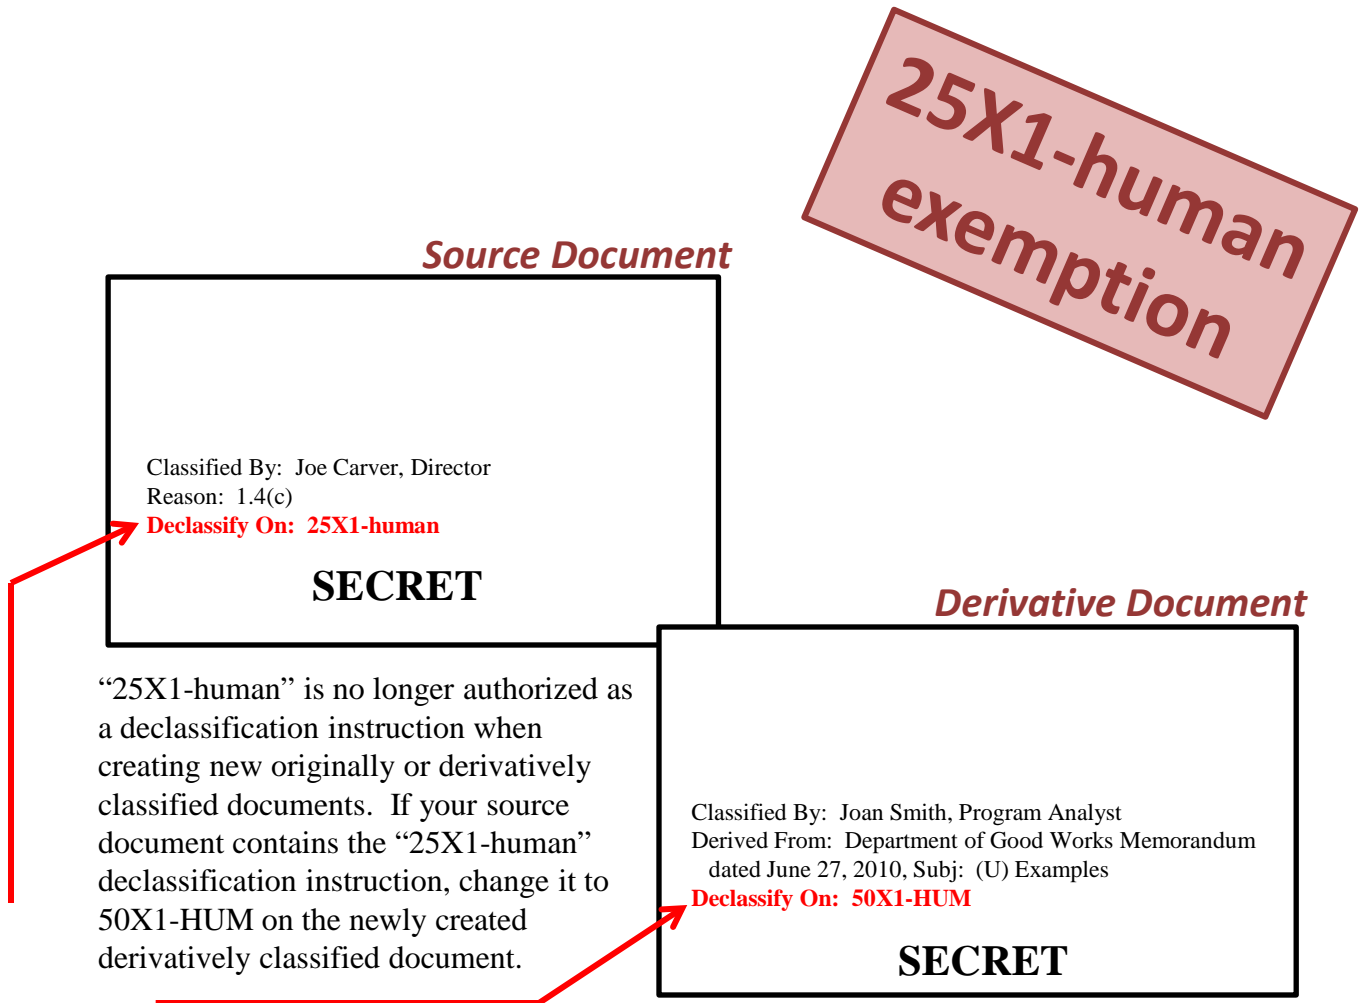 25X1-human
exemption
Source Document
Classified By: Joe Carver, Director
Reason: 1.4(c)
Declassify On: 25X1-human
SECRET
“25X1-human” is no longer authorized as
a declassification instruction when
creating new originally or derivatively
classified documents. If your source
document contains the “25X1-human”
declassification instruction, change it to
50X1-HUM on the newly created
derivatively classified document.
Derivative Document
Classified By: Joan Smith, Program Analyst
Derived From: Department of Good Works Memorandum
dated June 27, 2010, Subj: (U) Examples
Declassify On: 50X1-HUM
SECRET